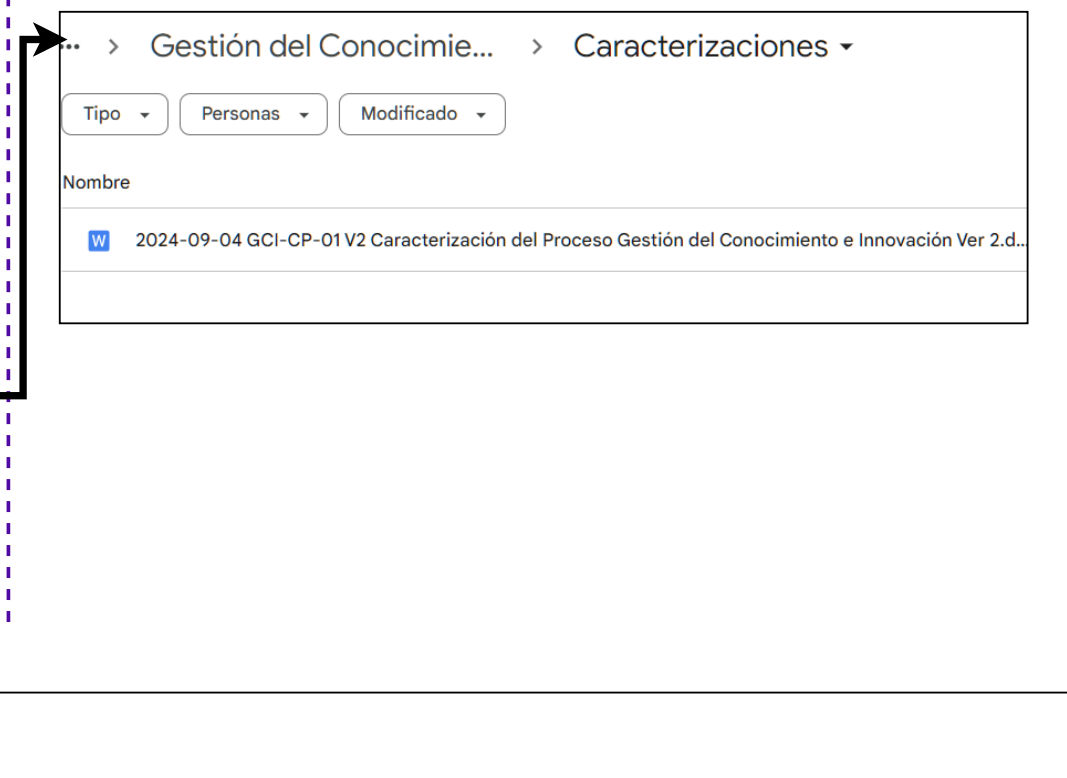 ... > Gestión del Conocimie... > Caracterizaciones
Tipo Personas Modificado
Nombre
W 2024-09-04 GCI-CP-01 V2 Caracterización del Proceso Gestión del Conocimiento e Innovación Ver 2.d...